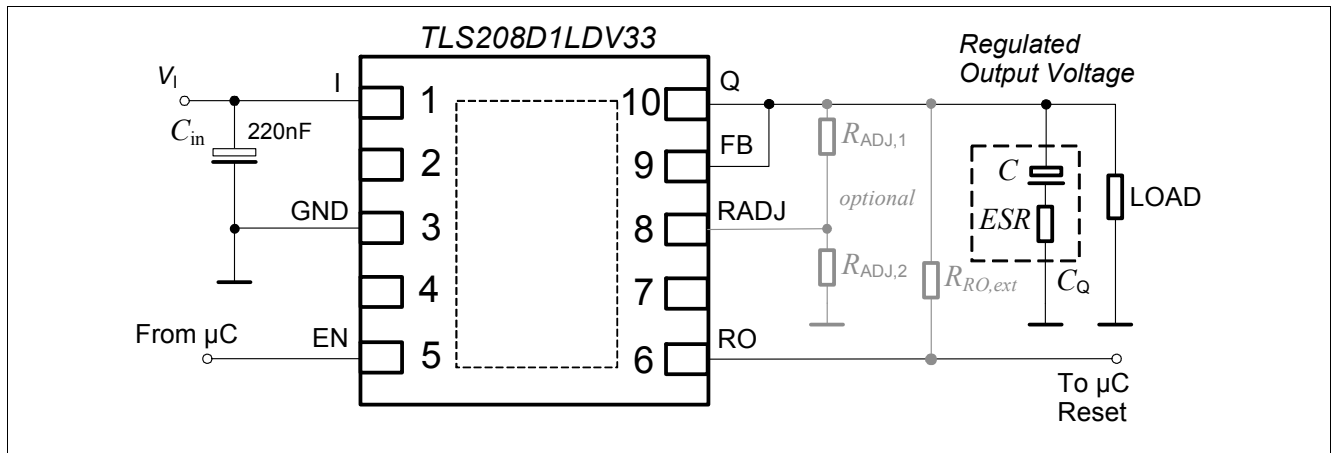 TLS208D1LDV33
Regulated
Output Voltage
VI
I
1
10
Q
Cin
220nF
RADJ,1
2
9
FB
C
optional
GND
3
8
RADJ
ESR
LOAD
RADJ,2
RRO,ext
4
7
CQ
From µC
EN
5
6
RO
To µC
Reset